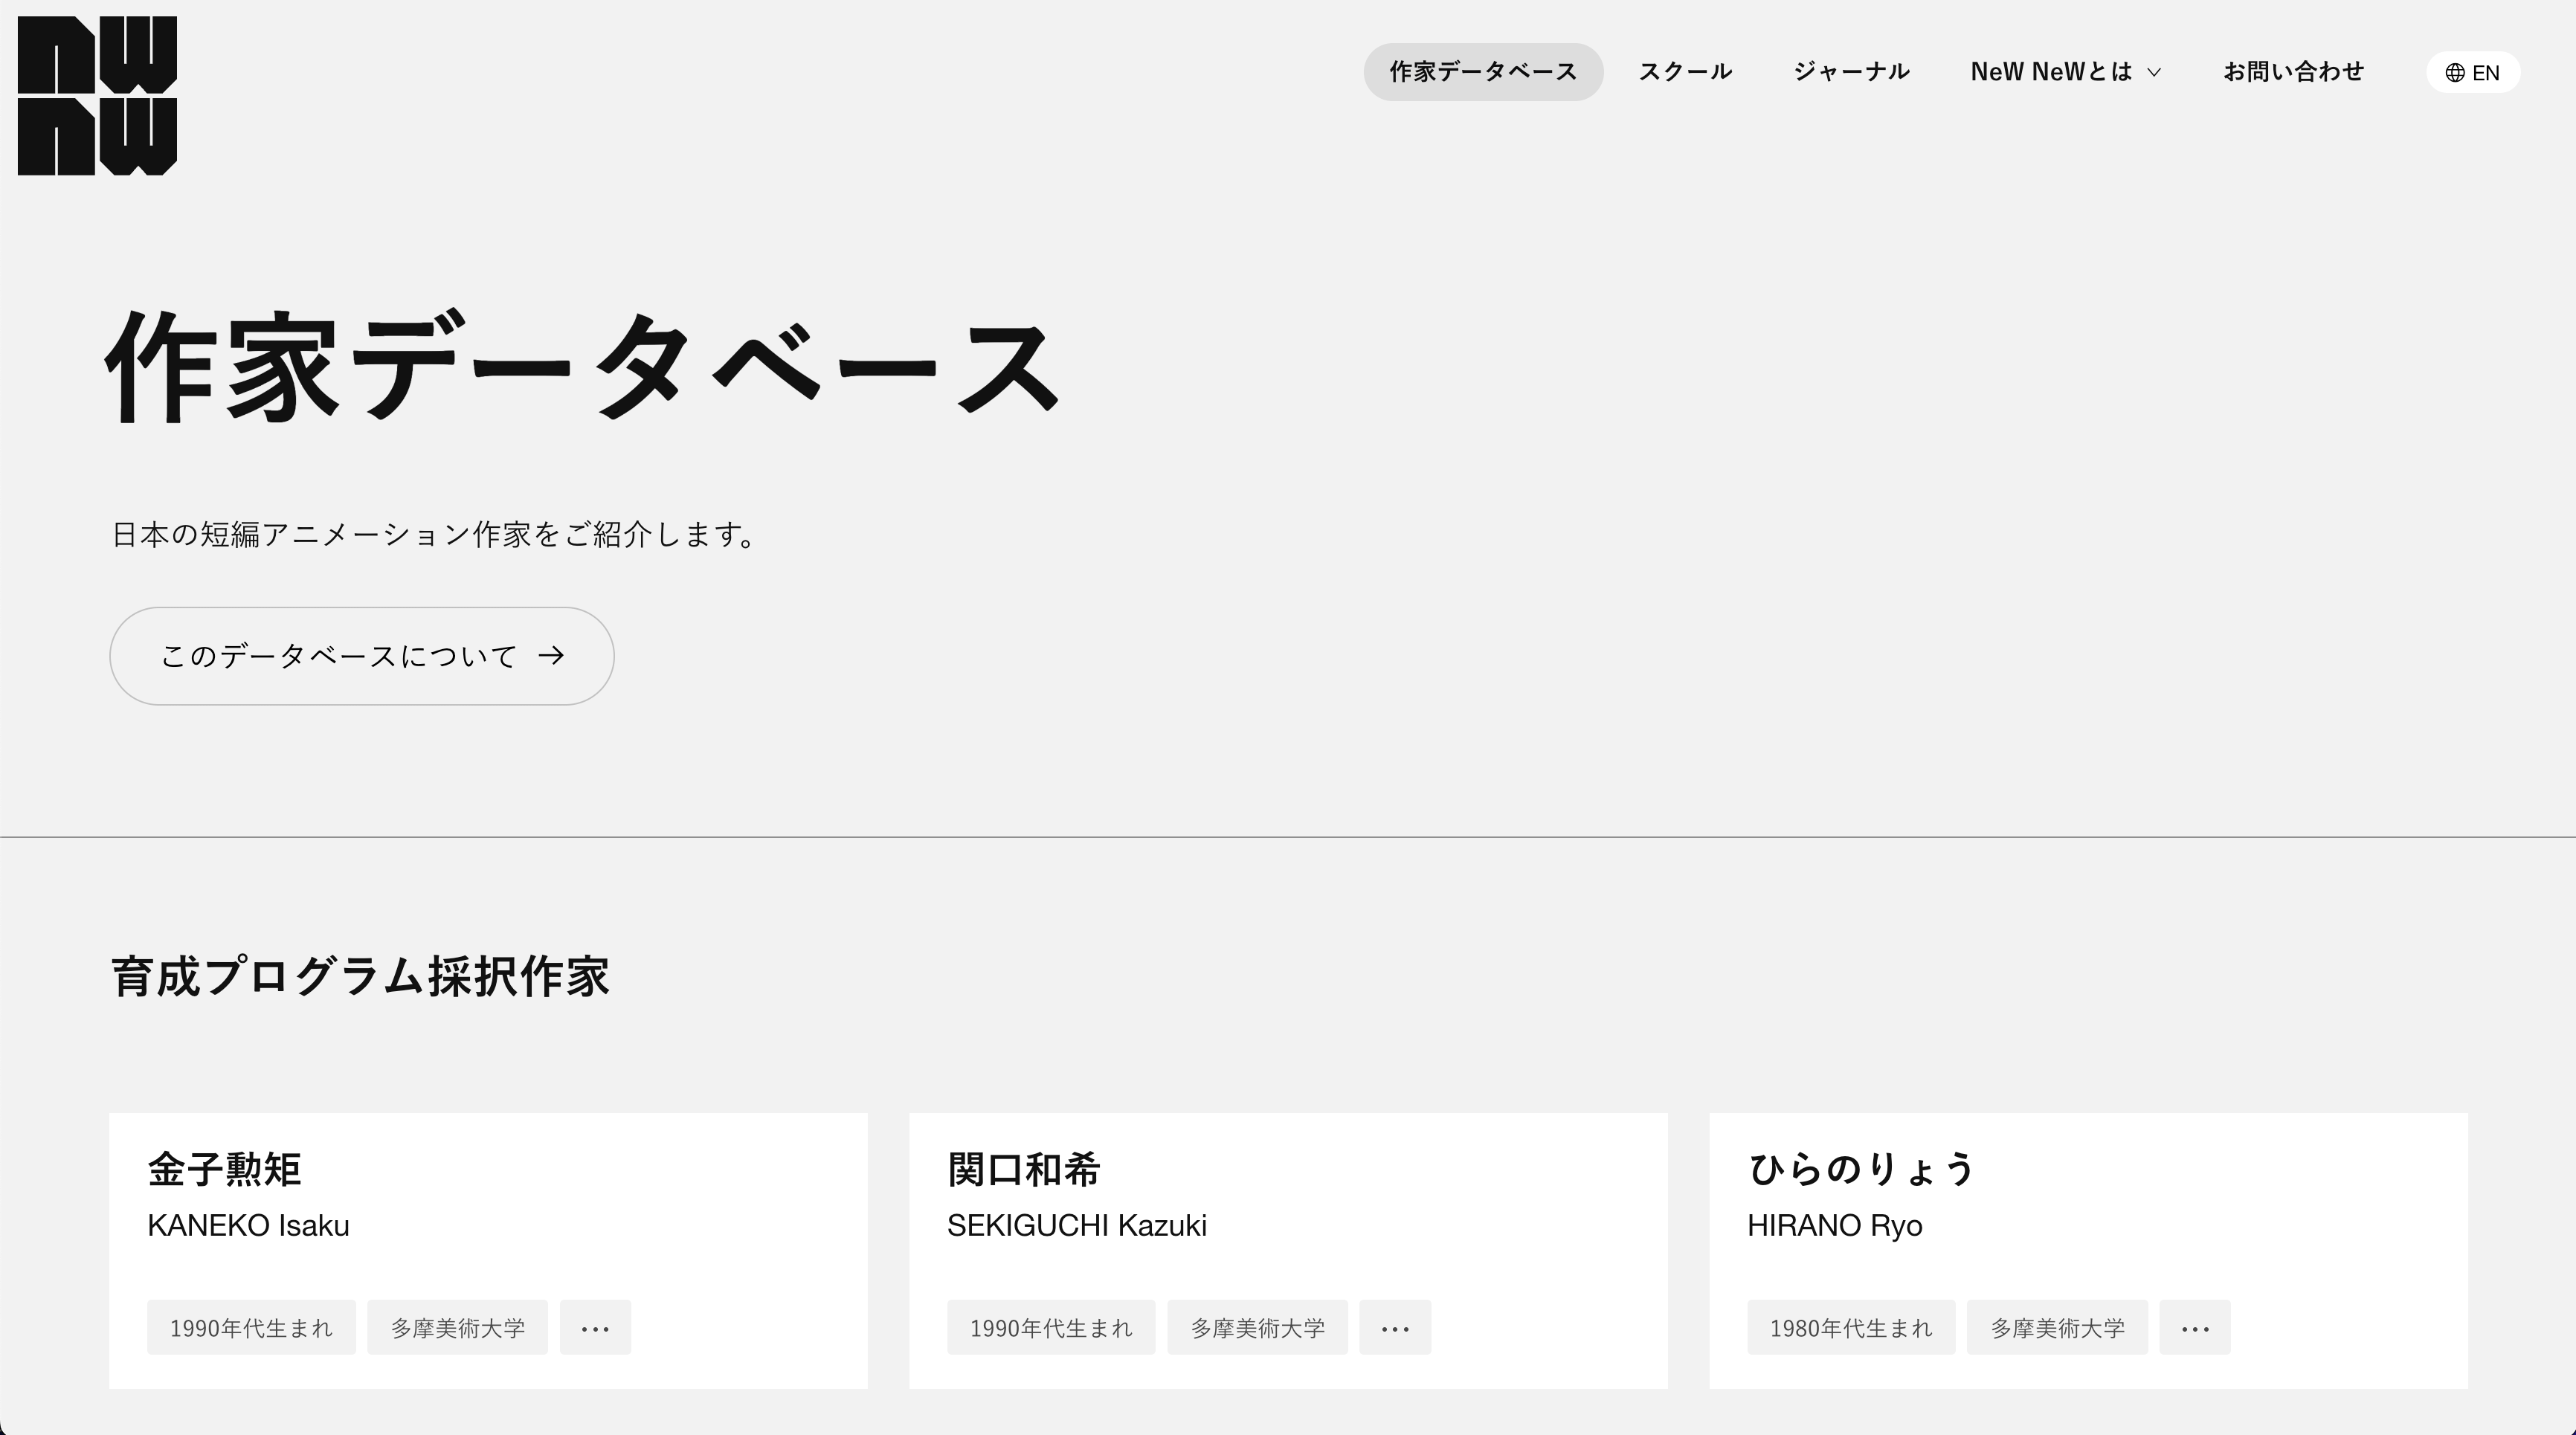 nw
nw
作家データベース
スクール
ジャーナル
NeW NeWとは
お問い合わせ
EN
作家データベース
日本の短編アニメーション作家をご紹介します。
このデータベースについて →
育成プログラム採択作家
金子勲矩
KANEKO Isaku
1990年代生まれ
多摩美術大学
...
関口和希
SEKIGUCHI Kazuki
1990年代生まれ
多摩美術大学
...
ひらのりょう
HIRANO Ryo
1980年代生まれ
多摩美術大学
...